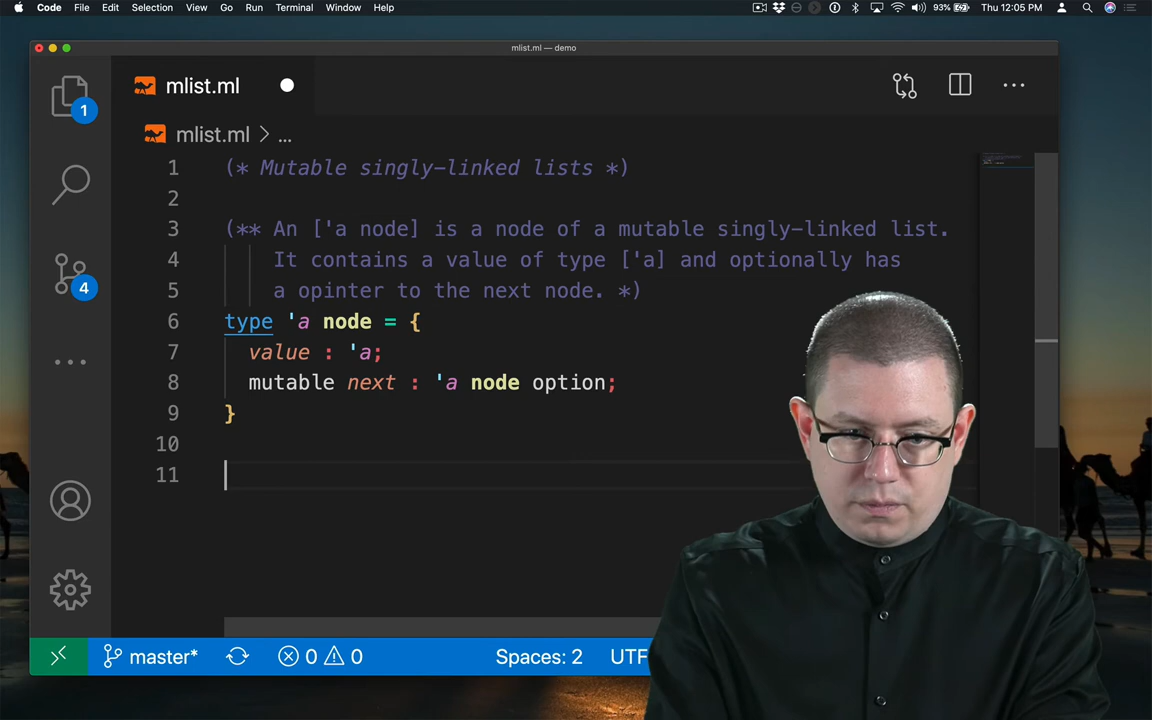 Code File Edit Selection View Go Run Terminal Window Help 93% Thu 12:05 PM
mlist.ml — demo
mlist.ml
mlist.ml > ...
1 (* Mutable singly-linked lists *)
2
3 (** An ['a node] is a node of a mutable singly-linked list.
4 It contains a value of type ['a] and optionally has
5 a opinter to the next node. *)
6 type 'a node = {
7 value : 'a;
8 mutable next : 'a node option;
9 }
10
11
1
4
master* 0 0 Spaces: 2 UTF